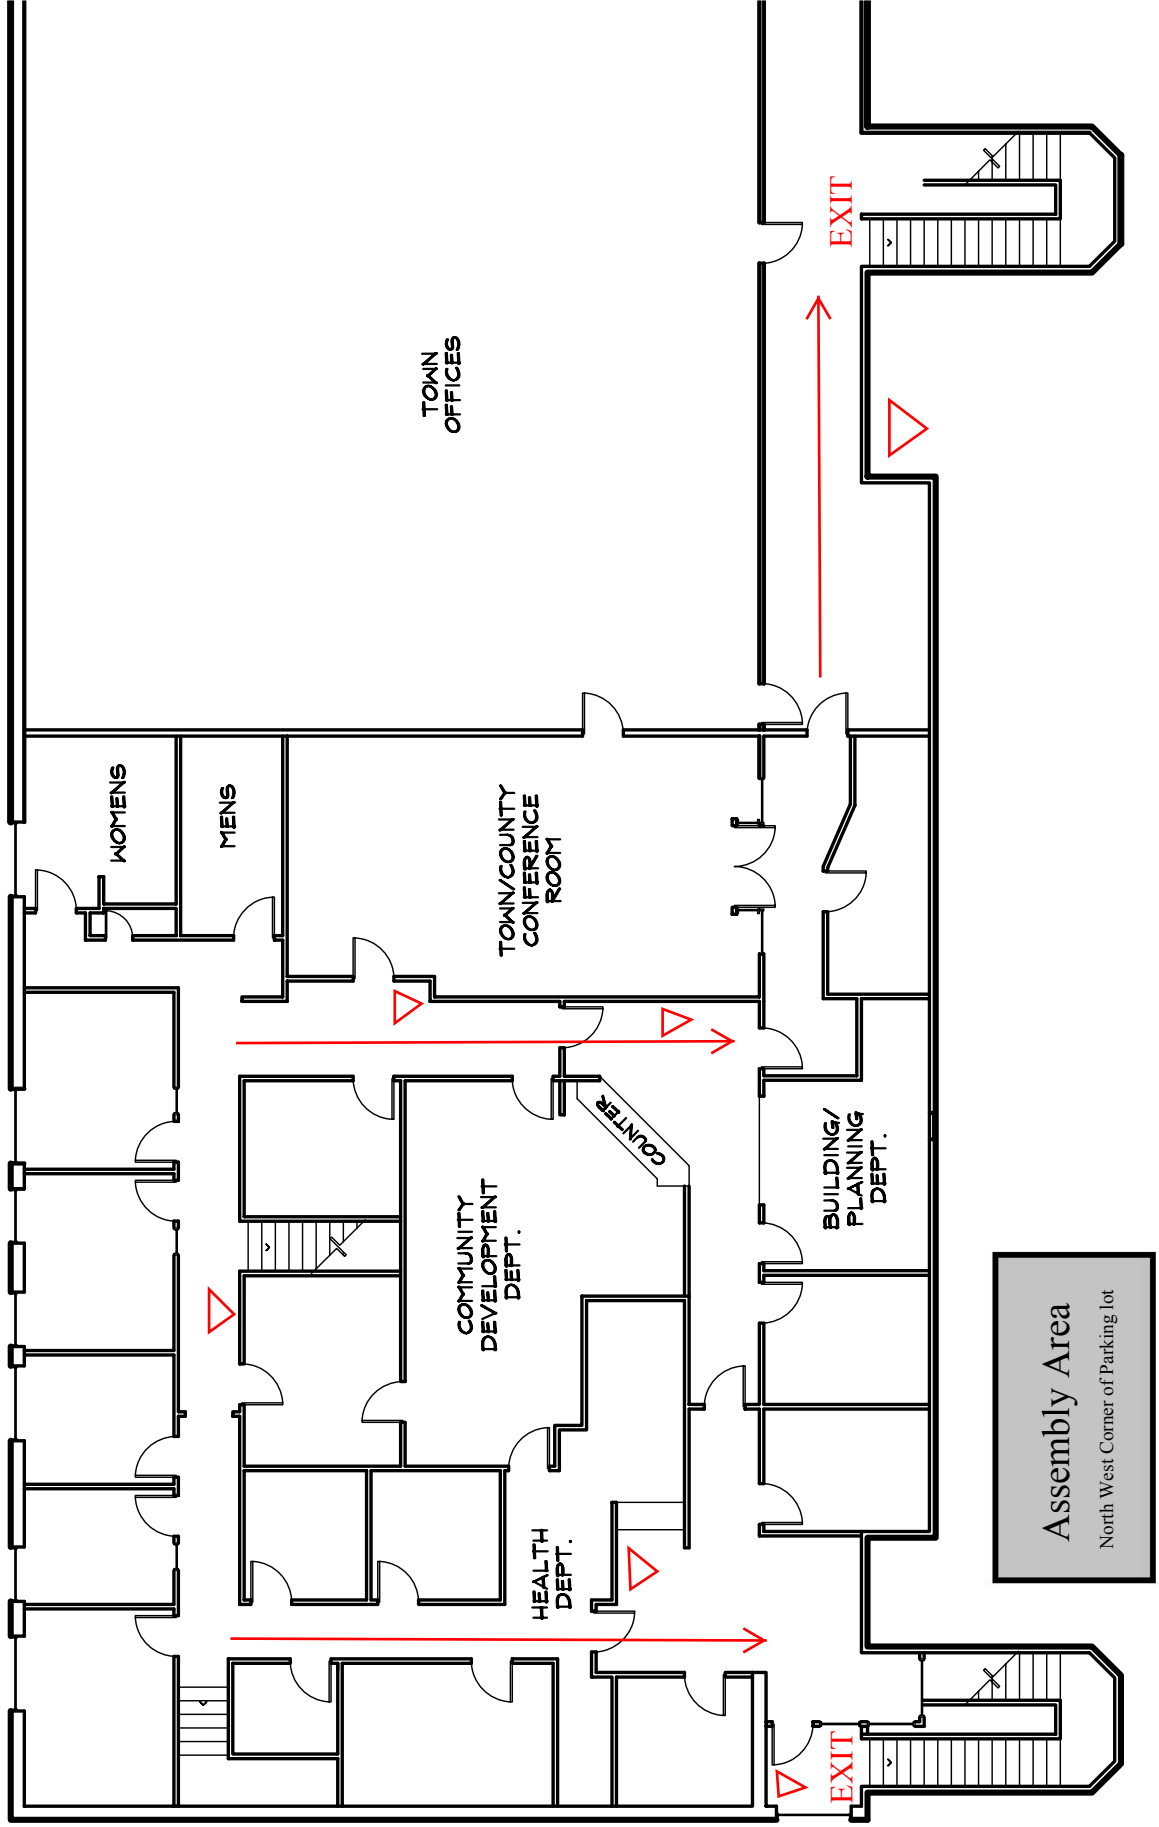 WOMENS
MENS
TOWN
OFFICES
TOWN/COUNTY
CONFERENCE
ROOM
EXIT
COUNTER
COMMUNITY
DEVELOPMENT
DEPT.
BUILDING/
PLANNING
DEPT.
HEALTH
DEPT.
EXIT
Assembly Area
North West Corner of Parking lot